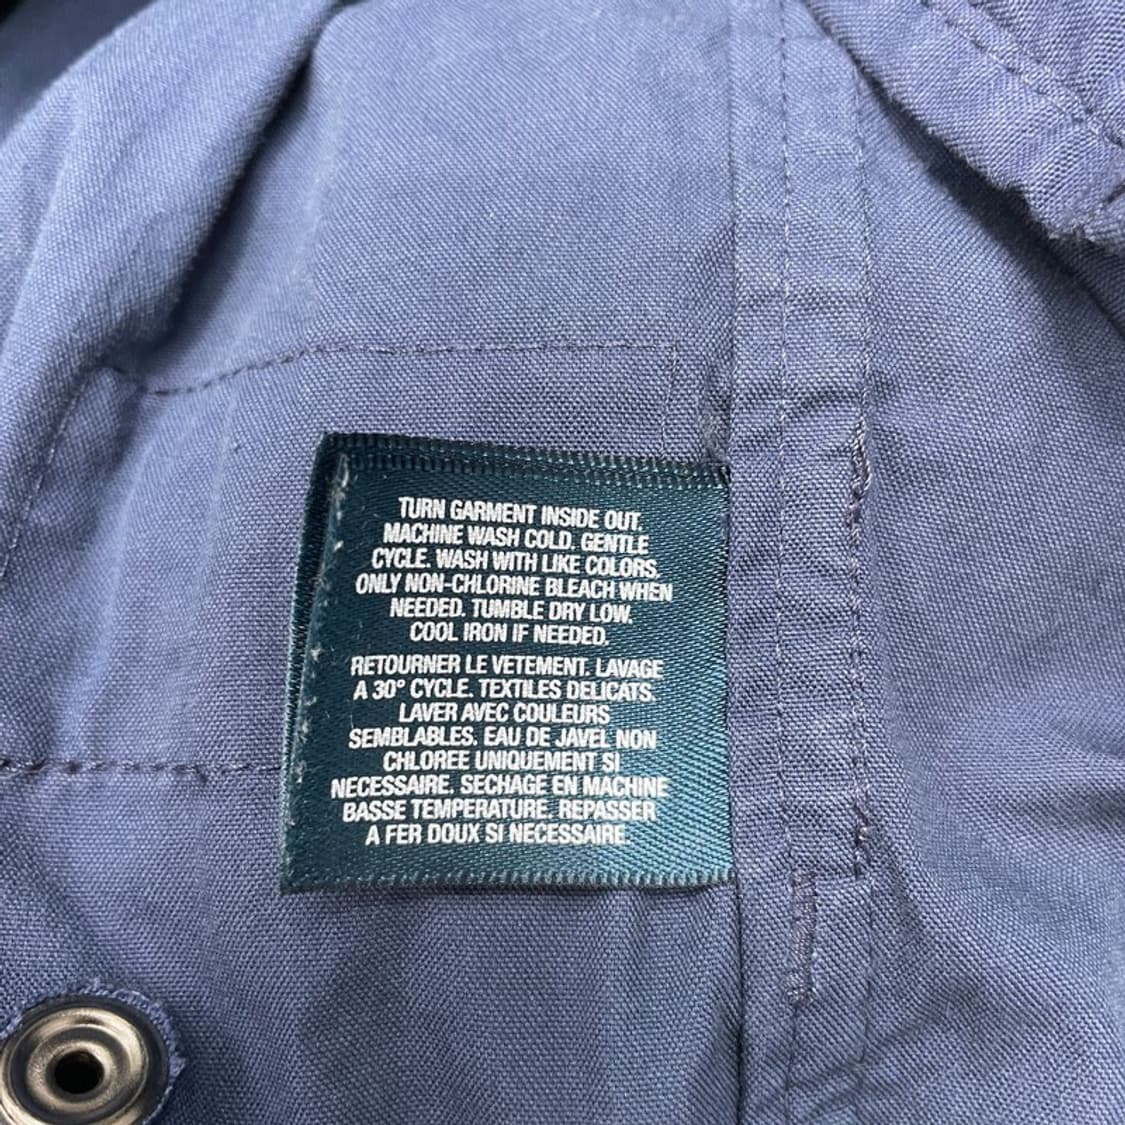 TURN GARMENT INSIDE OUT.
MACHINE WASH COLD. GENTLE
CYCLE. WASH WITH LIKE COLORS.
ONLY NON-CHLORINE BLEACH WHEN
NEEDED. TUMBLE DRY LOW.
COOL IRON IF NEEDED.
RETOURNER LE VETEMENT. LAVAGE
A 30° CYCLE. TEXTILES DELICATS.
LAVER AVEC COULEURS
SEMBLABLES. EAU DE JAVEL NON
CHLOREE UNIQUEMENT SI
NECESSAIRE. SECHAGE EN MACHINE
BASSE TEMPERATURE. REPASSER
A FER DOUX SI NECESSAIRE.